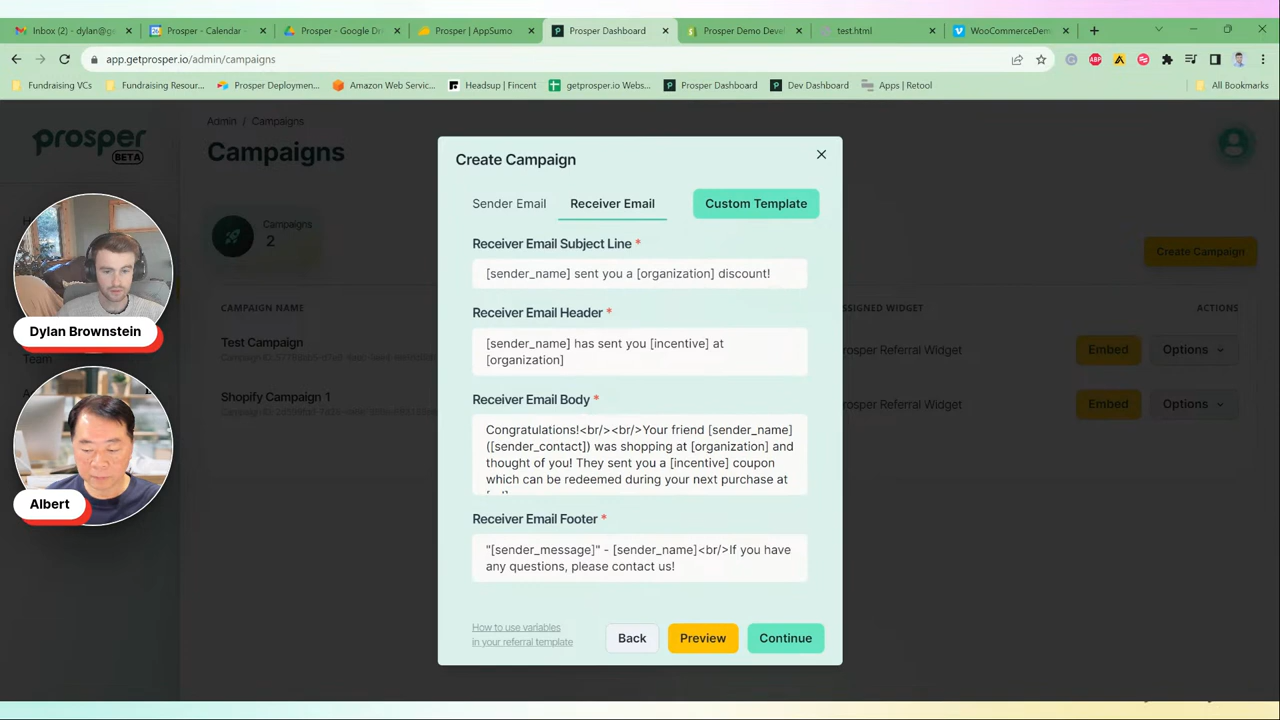 Inbox (2) - dylan@ge
Prosper - Calendar -
Prosper - Google Dri
Prosper | AppSumo
Prosper Dashboard
Prosper Demo Devel
test.html
WooCommerceDem
app.getprosper.io/admin/campaigns
Fundraising VCs
Fundraising Resour...
Prosper Deploymen...
Amazon Web Servic...
Headsup | Fincent
getprosper.io Webs...
Prosper Dashboard
Dev Dashboard
Apps | Retool
All Bookmarks
prosper
BETA
Admin / Campaigns
Campaigns
Campaigns
2
Create Campaign
CAMPAIGN NAME
ASSIGNED WIDGET
ACTIONS
Test Campaign
Prosper Referral Widget
Embed
Options
Shopify Campaign 1
Prosper Referral Widget
Embed
Options
Team
Dylan Brownstein
Albert
Create Campaign
Sender Email
Receiver Email
Custom Template
Receiver Email Subject Line *
[sender_name] sent you a [organization] discount!
Receiver Email Header *
[sender_name] has sent you [incentive] at
[organization]
Receiver Email Body *
Congratulations!<br/><br/>Your friend [sender_name]
([sender_contact]) was shopping at [organization] and
thought of you! They sent you a [incentive] coupon
which can be redeemed during your next purchase at
Receiver Email Footer *
"[sender_message]" - [sender_name]<br/>If you have
any questions, please contact us!
How to use variables
in your referral template
Back
Preview
Continue